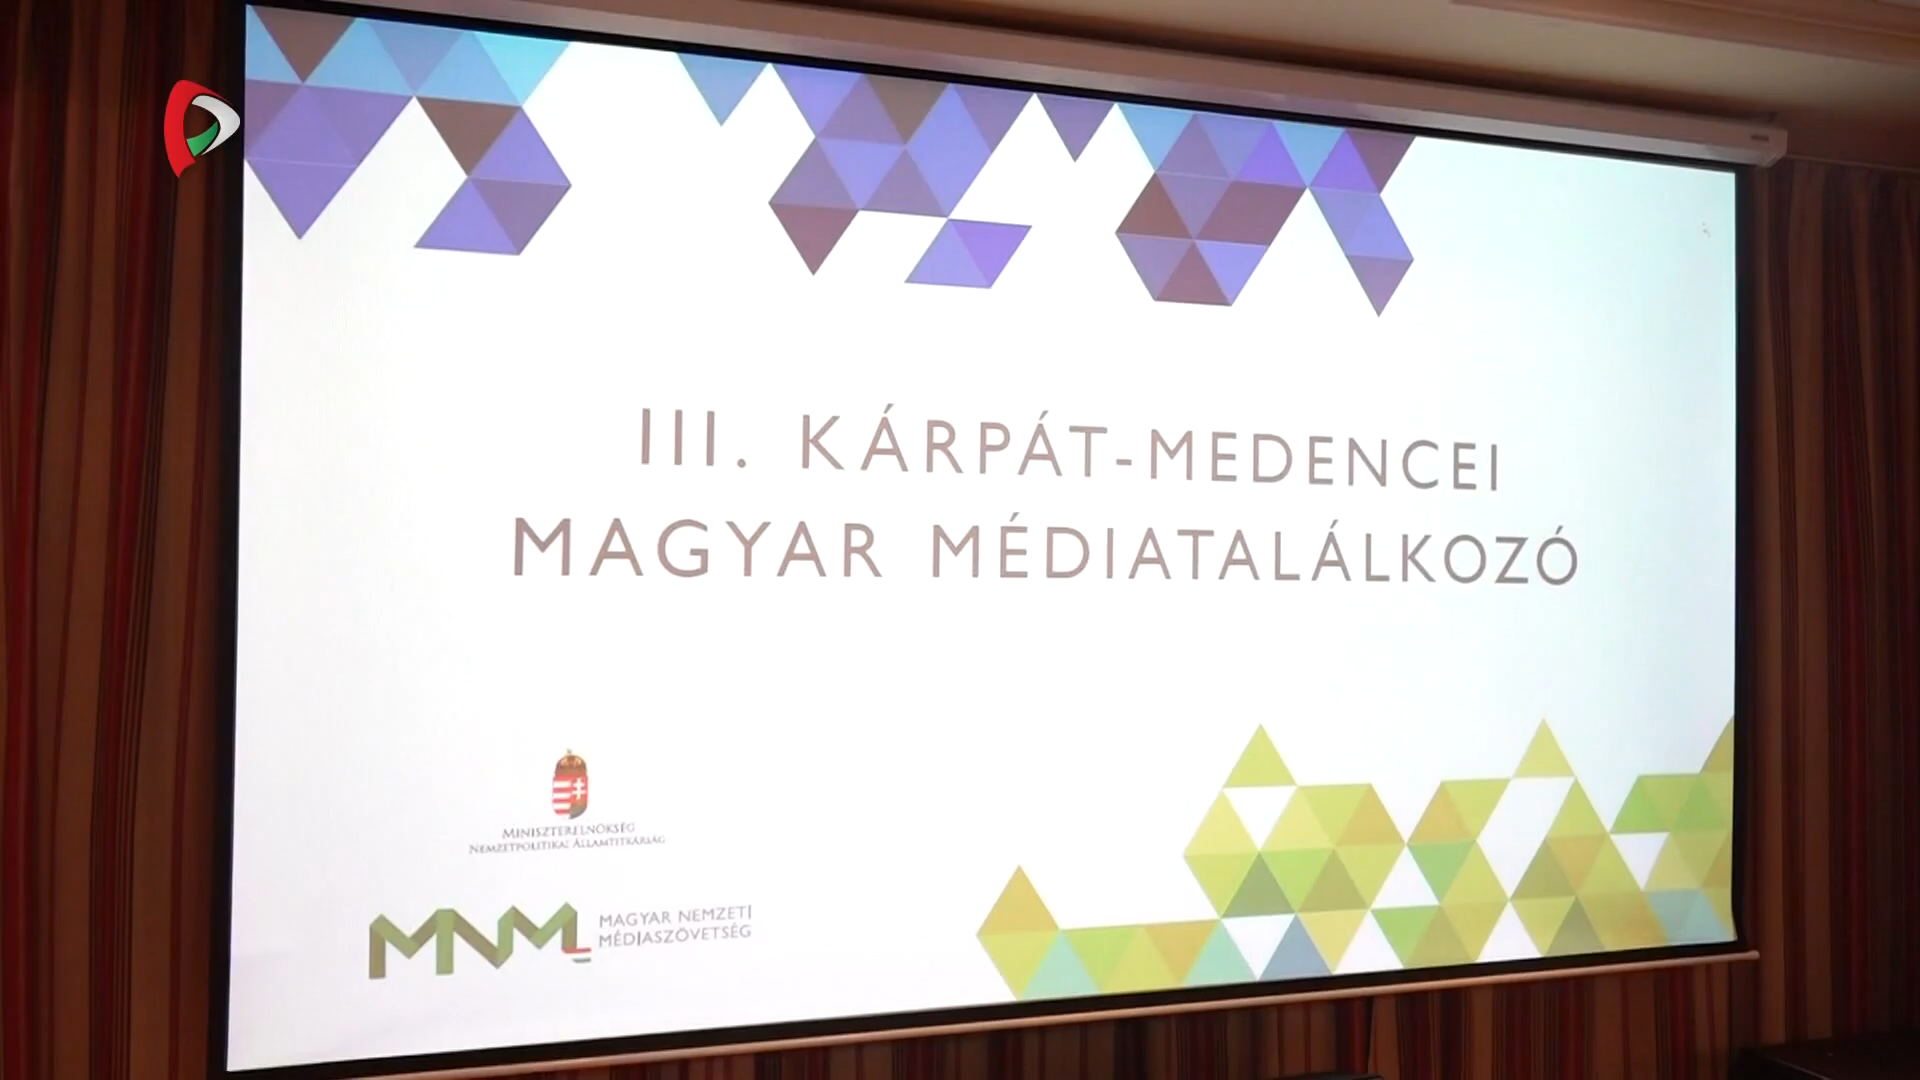 III. KÁRPÁT-MEDENCEI
MAGYAR MÉDIATALÁLKOZÓ
MINISZTERELNÖKSÉG
NEMZETPOLITIKAI ÁLLAMTITKÁRSÁG
MNM
MAGYAR NEMZETI
MÉDIASZÖVETSÉG